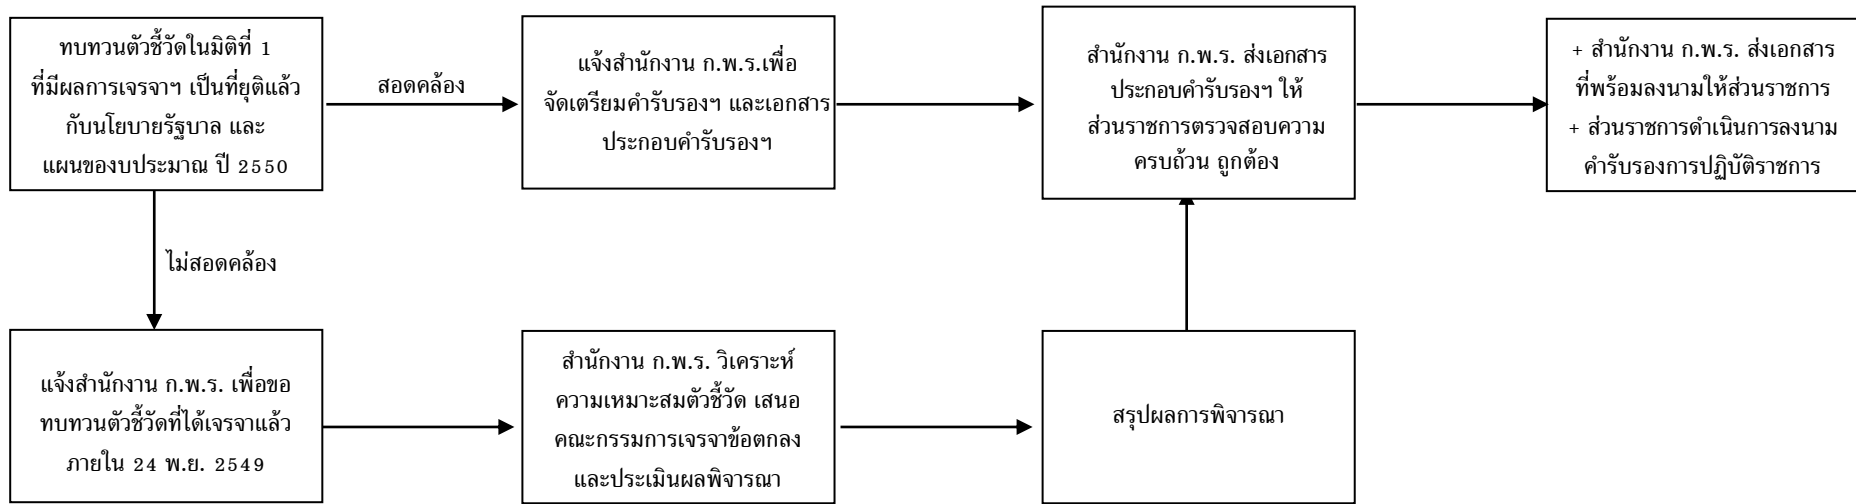 ทบทวนตัวชี้วัดในมิติที่ 1
ที่มีผลการเจรจาฯ เป็นที่ยุติแล้ว
กับนโยบายรัฐบาล และ
แผนของบประมาณ ปี 2550
สอดคล้อง
แจ้งสำนักงาน ก.พ.ร.เพื่อ
จัดเตรียมคำรับรองฯ และเอกสาร
ประกอบคำรับรองฯ
สำนักงาน ก.พ.ร. ส่งเอกสาร
ประกอบคำรับรองฯ ให้
ส่วนราชการตรวจสอบความ
ครบถ้วน ถูกต้อง
+ สำนักงาน ก.พ.ร. ส่งเอกสาร
ที่พร้อมลงนามให้ส่วนราชการ
+ ส่วนราชการดำเนินการลงนาม
คำรับรองการปฏิบัติราชการ
ไม่สอดคล้อง
แจ้งสำนักงาน ก.พ.ร. เพื่อขอ
ทบทวนตัวชี้วัดที่ได้เจรจาแล้ว
ภายใน 24 พ.ย. 2549
สำนักงาน ก.พ.ร. วิเคราะห์
ความเหมาะสมตัวชี้วัด เสนอ
คณะกรรมการเจรจาข้อตกลง
และประเมินผลพิจารณา
สรุปผลการพิจารณา